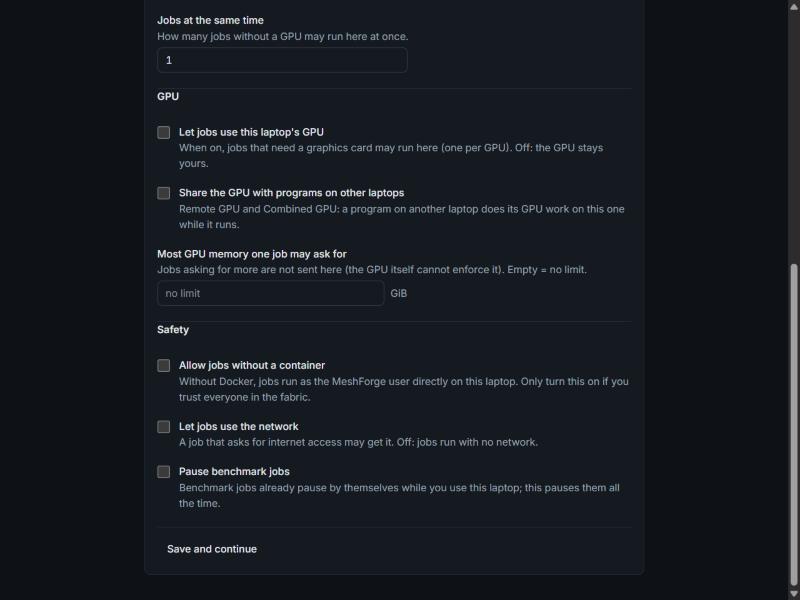 Jobs at the same time
How many jobs without a GPU may run here at once.
1
GPU
Let jobs use this laptop's GPU
When on, jobs that need a graphics card may run here (one per GPU). Off: the GPU stays
yours.
Share the GPU with programs on other laptops
Remote GPU and Combined GPU: a program on another laptop does its GPU work on this one
while it runs.
Most GPU memory one job may ask for
Jobs asking for more are not sent here (the GPU itself cannot enforce it). Empty = no limit.
no limit GiB
Safety
Allow jobs without a container
Without Docker, jobs run as the MeshForge user directly on this laptop. Only turn this on if you
trust everyone in the fabric.
Let jobs use the network
A job that asks for internet access may get it. Off: jobs run with no network.
Pause benchmark jobs
Benchmark jobs already pause by themselves while you use this laptop; this pauses them all
the time.
Save and continue